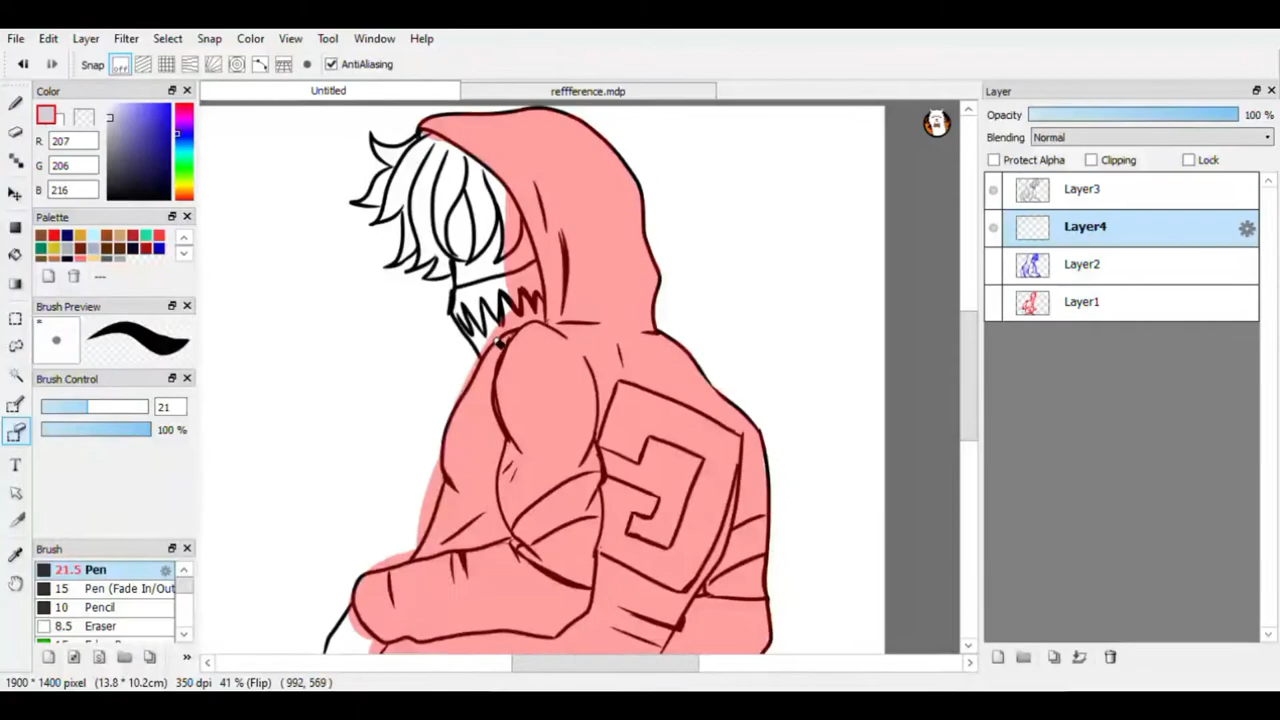 File Edit Layer Filter Select Snap Color View Tool Window Help
Snap off AntiAliasing
Color
Untitled
reffference.mdp
Layer
R 207
G 206
B 216
Opacity 100 %
Blending Normal
Protect Alpha Clipping Lock
Layer3
Layer4
Layer2
Layer1
Palette
---
Brush Preview
Brush Control
21
100 %
Brush
21.5 Pen
15 Pen (Fade In/Out
10 Pencil
8.5 Eraser
1900 * 1400 pixel (13.8 * 10.2cm) 350 dpi 41 % (Flip) ( 992, 569 )